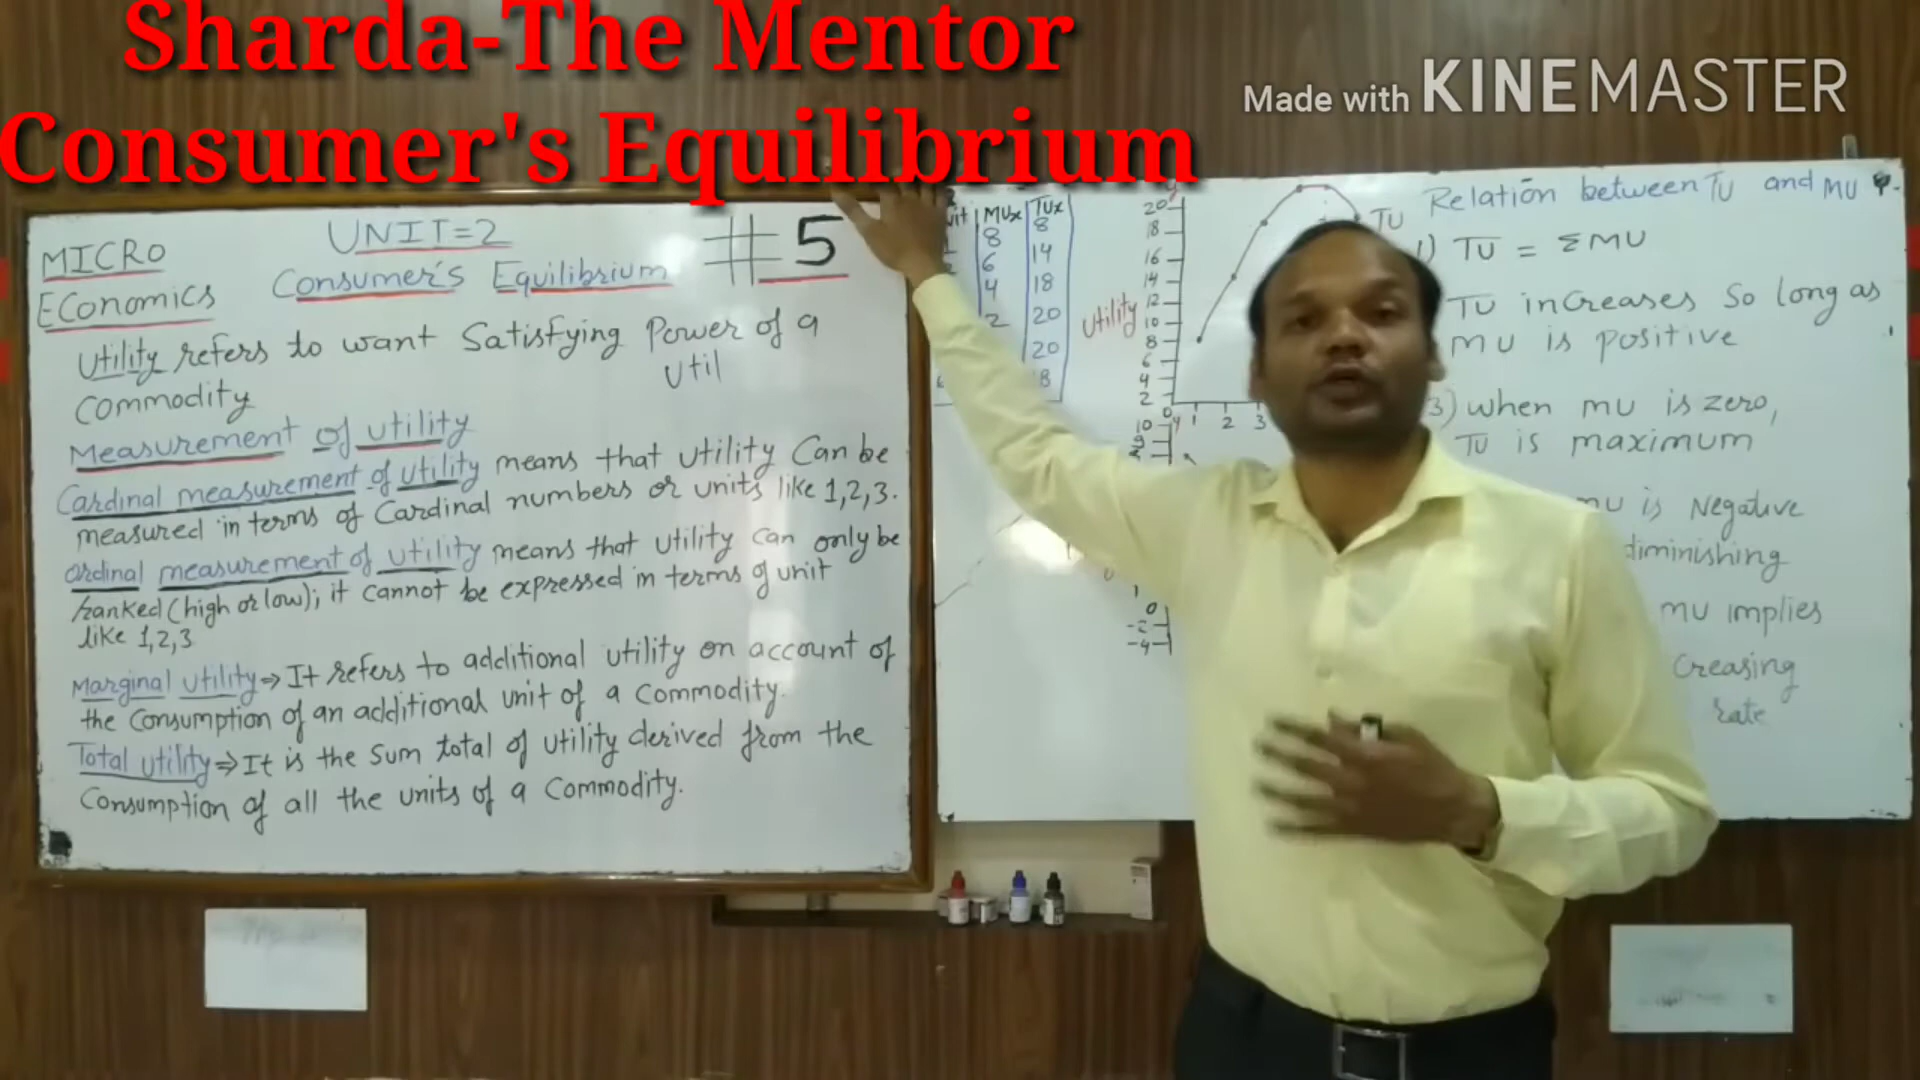 Sharda-The Mentor
Consumer's Equilibrium
Made with KINEMASTER
UNIT=2
# 5
MICRO
ECONOMICS
Consumer's Equilibrium
Utility refers to want Satisfying Power of a
Util
Commodity
Measurement of utility
Cardinal measurement of utility means that utility Can be
measured in terms of Cardinal numbers or units like 1,2,3.
Ordinal measurement of utility means that utility can only be
ranked (high or low); it cannot be expressed in terms of unit
like 1,2,3
Marginal utility⇒It refers to additional utility on account of
the Consumption of an additional unit of a Commodity.
Total utility⇒It is the Sum total of utility derived from the
Consumption of all the units of a Commodity.
MUx TUx
8 8
6 14
4 18
2 20
20
18
Utility
TU
20
18
16
14
12
10
8
6
4
2
0
1 2 3
10
9
0
-2
-4
Relation between TU and MU
1) TU = ΣMU
TU increases So long as
MU is positive
3) when MU is zero,
TU is maximum
MU is Negative
diminishing
MU implies
creasing
rate